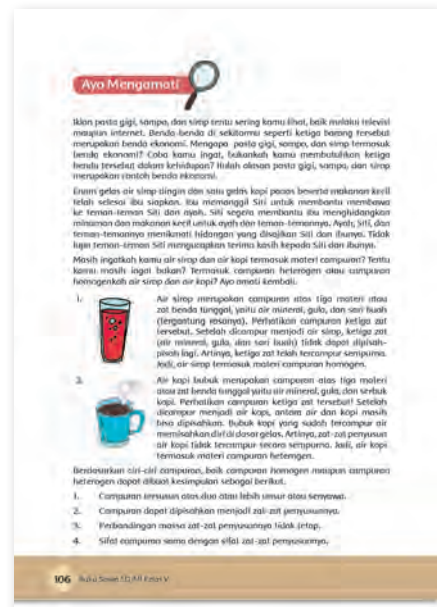 Ayo Mengamati
Iklan pasta gigi, sampo, dan sirop tentu sering kamu lihat, baik melalui televisi
maupun internet. Benda-benda di sekitarmu seperti ketiga barang tersebut
merupakan benda ekonomi. Mengapa pasta gigi, sampo, dan sirop termasuk
benda ekonomi? Coba kamu ingat, bukankah kamu membutuhkan ketiga
benda tersebut dalam kehidupan? Itulah alasan pasta gigi, sampo, dan sirop
merupakan contoh benda ekonomi.
Enam gelas air sirop dingin dan satu gelas kopi panas beserta makanan kecil
telah selesai ibu siapkan. Ibu memanggil Siti untuk membantu membawa
ke teman-teman Siti dan ayah. Siti segera membantu ibu menghidangkan
minuman dan makanan kecil untuk ayah dan teman-temannya. Ayah, Siti, dan
teman-temannya menikmati hidangan yang disajikan Siti dan ibunya. Tidak
lupa teman-teman Siti mengucapkan terima kasih kepada Siti dan ibunya.
Masih ingatkah kamu air sirop dan air kopi termasuk materi campuran? Tentu
kamu masih ingat bukan? Termasuk campuran heterogen atau campuran
homogenkah air sirop dan air kopi? Ayo amati kembali.
1. Air sirop merupakan campuran atas tiga materi atau
zat benda tunggal, yaitu air mineral, gula, dan sari buah
(tergantung rasanya). Perhatikan campuran ketiga zat
tersebut. Setelah dicampur menjadi air sirop, ketiga zat
(air mineral, gula, dan sari buah) tidak dapat dipisah-
pisah lagi. Artinya, ketiga zat telah tercampur sempurna.
Jadi, air sirop termasuk materi campuran homogen.
2. Air kopi bubuk merupakan campuran atas tiga materi
atau zat benda tunggal yaitu air mineral, gula, dan serbuk
kopi. Perhatikan campuran ketiga zat tersebut! Setelah
dicampur menjadi air kopi, antara air dan kopi masih
bisa dipisahkan. Bubuk kopi yang sudah tercampur air
memisahkan diri di dasar gelas. Artinya, zat-zat penyusun
air kopi tidak tercampur secara sempurna. Jadi, air kopi
termasuk materi campuran heterogen.
Berdasarkan ciri-ciri campuran, baik campuran homogen maupun campuran
heterogen dapat dibuat kesimpulan sebagai berikut.
1. Campuran tersusun atas dua atau lebih unsur atau senyawa.
2. Campuran dapat dipisahkan menjadi zat-zat penyusunnya.
3. Perbandingan massa zat-zat penyusunnya tidak tetap.
4. Sifat campuran sama dengan sifat zat-zat penyusunnya.
106 Buku Siswa SD/MI Kelas V